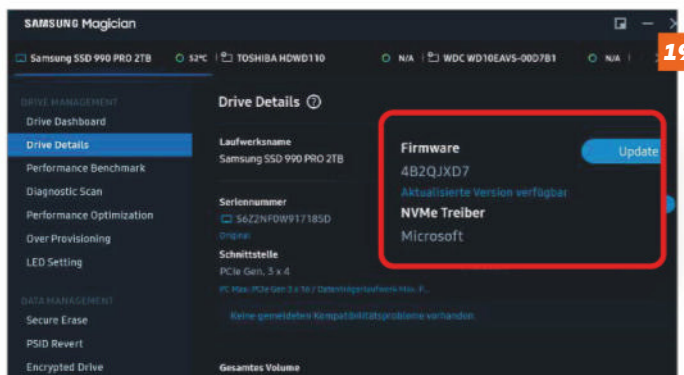 SAMSUNG Magician
Samsung SSD 990 PRO 2TB 52°C TOSHIBA HDWD110 N/A WDC WD10EAVS-00D7B1 N/A
19
DRIVE MANAGEMENT
Drive Dashboard
Drive Details
Performance Benchmark
Diagnostic Scan
Performance Optimization
Over Provisioning
LED Setting
DATA MANAGEMENT
Secure Erase
PSID Revert
Encrypted Drive
Drive Details
Laufwerksname
Samsung SSD 990 PRO 2TB
Seriennummer
S6Z2NF0W917185D
Original
Schnittstelle
PCIe Gen. 3 x 4
Keine gemeldeten Kompatibilitätsprobleme vorhanden
Gesamtes Volume
Firmware
Update
4B2QJXD7
Aktualisierte Version verfügbar
NVMe Treiber
Microsoft